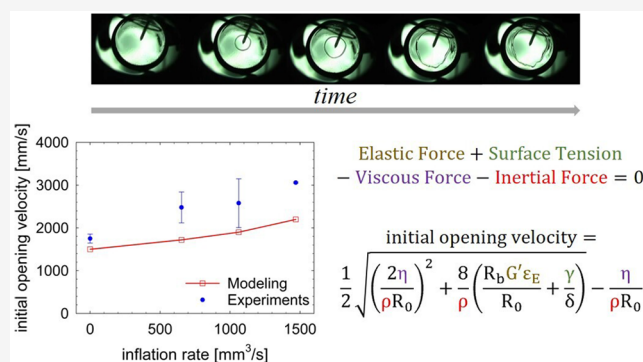 time
initial opening velocity [mm/s]
4000
3000
2000
1000
0
Modeling
Experiments
0
500
1000
1500
inflation rate [mm³/s]
Elastic Force + Surface Tension
− Viscous Force − Inertial Force = 0
initial opening velocity =
1/2 √((2η/ρR₀)² + 8/ρ (R_b G′ε_E/R₀ + γ/δ)) − η/ρR₀